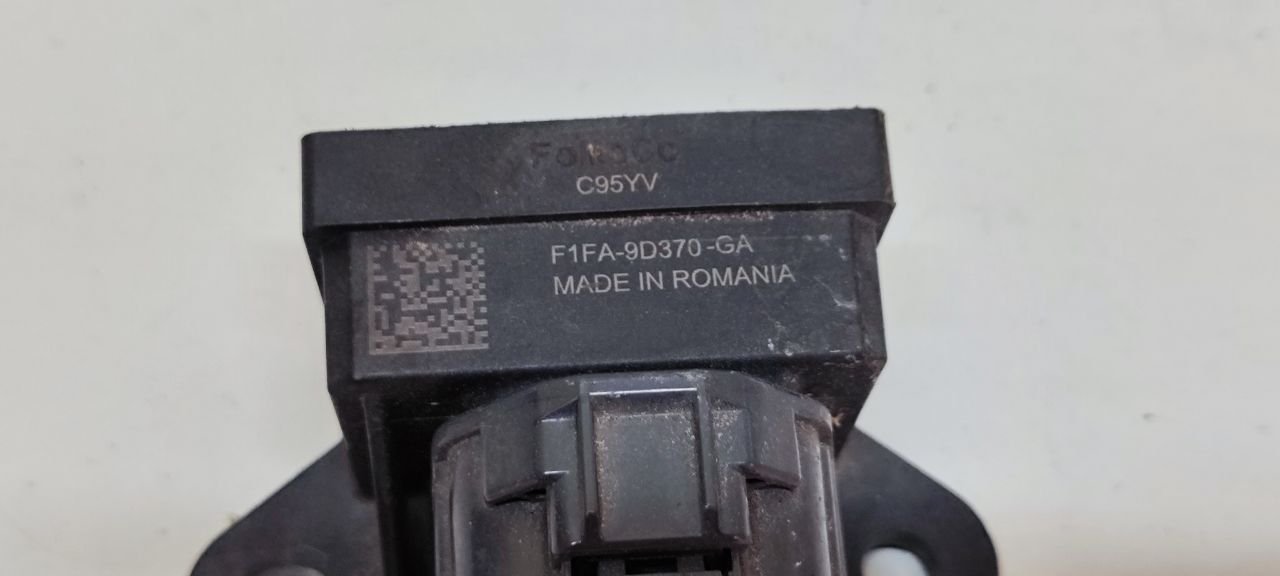 C95YV
F1FA-9D370-GA
MADE IN ROMANIA